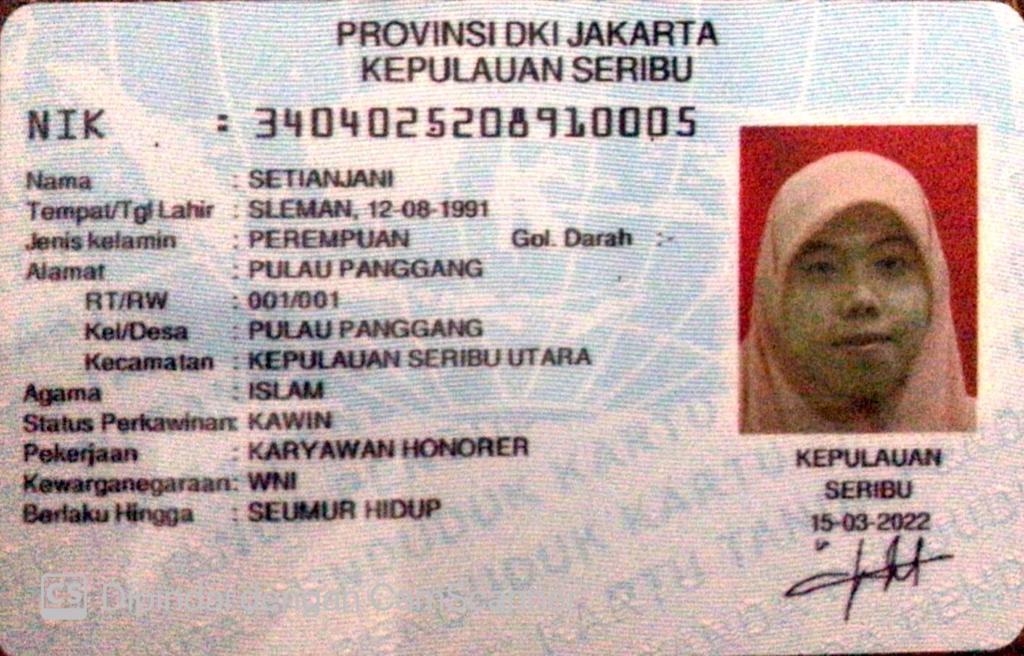 PROVINSI DKI JAKARTA
KEPULAUAN SERIBU
NIK : 3404025208910005
Nama : SETIANJANI
Tempat/Tgl Lahir : SLEMAN, 12-08-1991
Jenis kelamin : PEREMPUAN Gol. Darah :-
Alamat : PULAU PANGGANG
RT/RW : 001/001
Kel/Desa : PULAU PANGGANG
Kecamatan : KEPULAUAN SERIBU UTARA
Agama : ISLAM
Status Perkawinan: KAWIN
Pekerjaan : KARYAWAN HONORER
Kewarganegaraan: WNI
Berlaku Hingga : SEUMUR HIDUP
KEPULAUAN
SERIBU
15-03-2022
CS Dipindai dengan CamScanner